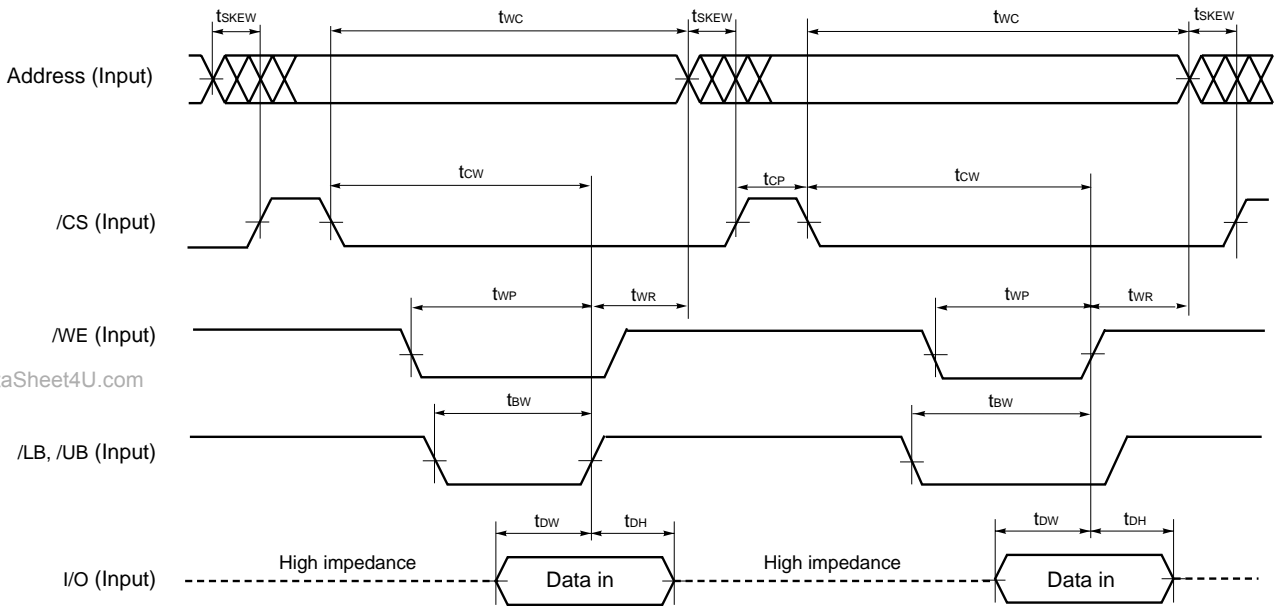 tSKEW tWC tSKEW tWC tSKEW
Address (Input)
tCW tCP tCW
/CS (Input)
tWP tWR tWP tWR
/WE (Input)
taSheet4U.com
tBW tBW
/LB, /UB (Input)
tDW tDH tDW tDH
High impedance High impedance
I/O (Input) Data in Data in